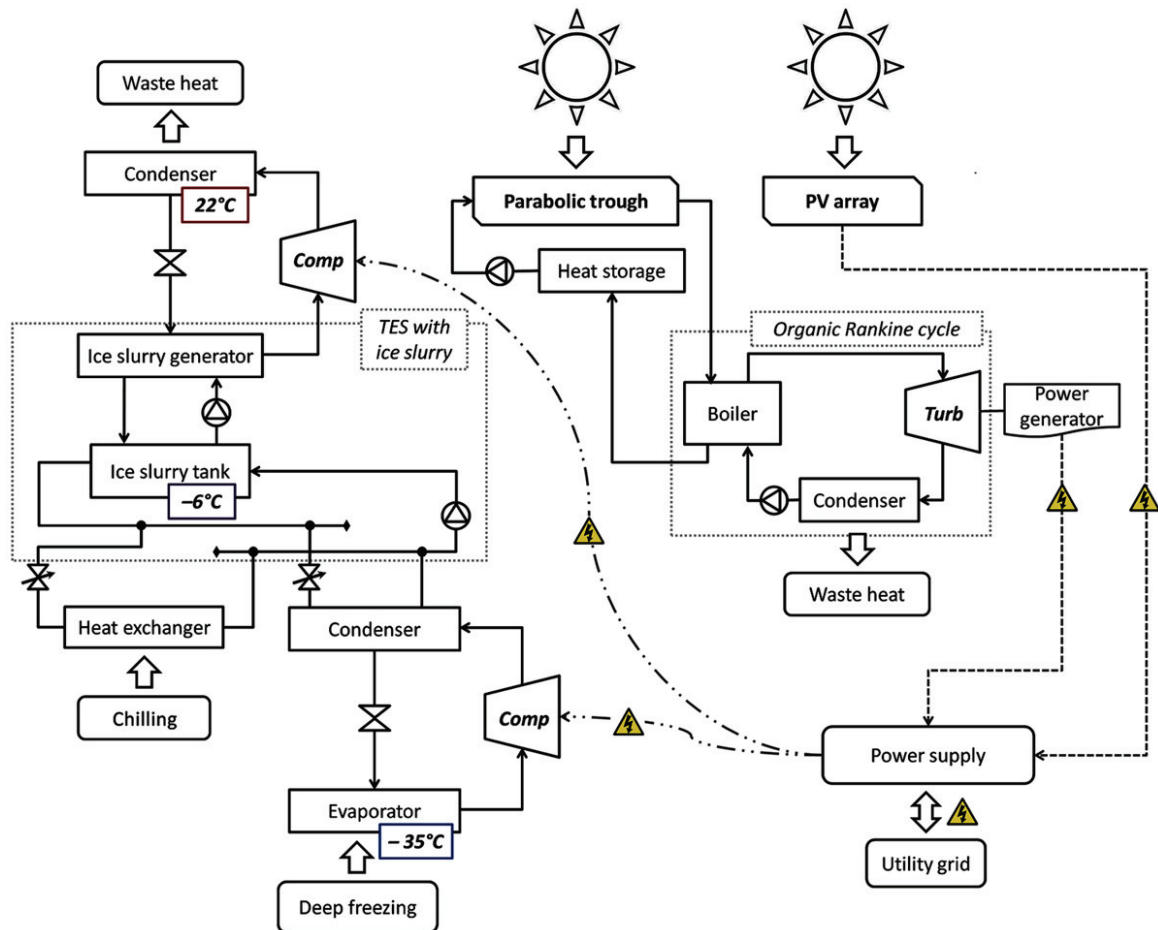 Waste heat
Condenser
22°C
Comp
Parabolic trough
PV array
Heat storage
TES with
ice slurry
Ice slurry generator
Organic Rankine cycle
Boiler
Turb
Power
generator
Ice slurry tank
–6°C
Condenser
Waste heat
Heat exchanger
Condenser
Chilling
Comp
Power supply
Evaporator
– 35°C
Utility grid
Deep freezing